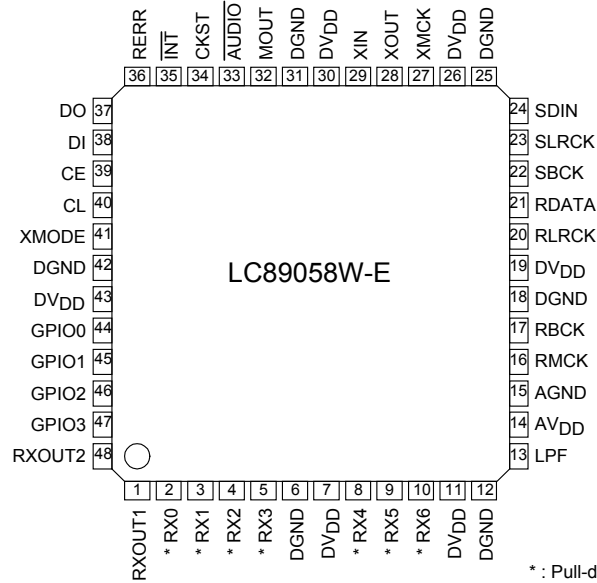 RERR
INT
CKST
AUDIO
MOUT
DGND
DVDD
XIN
XOUT
XMCK
DVDD
DGND
36 35 34 33 32 31 30 29 28 27 26 25
DO 37
DI 38
CE 39
CL 40
XMODE 41
DGND 42
DVDD 43
GPIO0 44
GPIO1 45
GPIO2 46
GPIO3 47
RXOUT2 48
LC89058W-E
24 SDIN
23 SLRCK
22 SBCK
21 RDATA
20 RLRCK
19 DVDD
18 DGND
17 RBCK
16 RMCK
15 AGND
14 AVDD
13 LPF
1 2 3 4 5 6 7 8 9 10 11 12
RXOUT1
* RX0
* RX1
* RX2
* RX3
DGND
DVDD
* RX4
* RX5
* RX6
DVDD
DGND
* : Pull-d